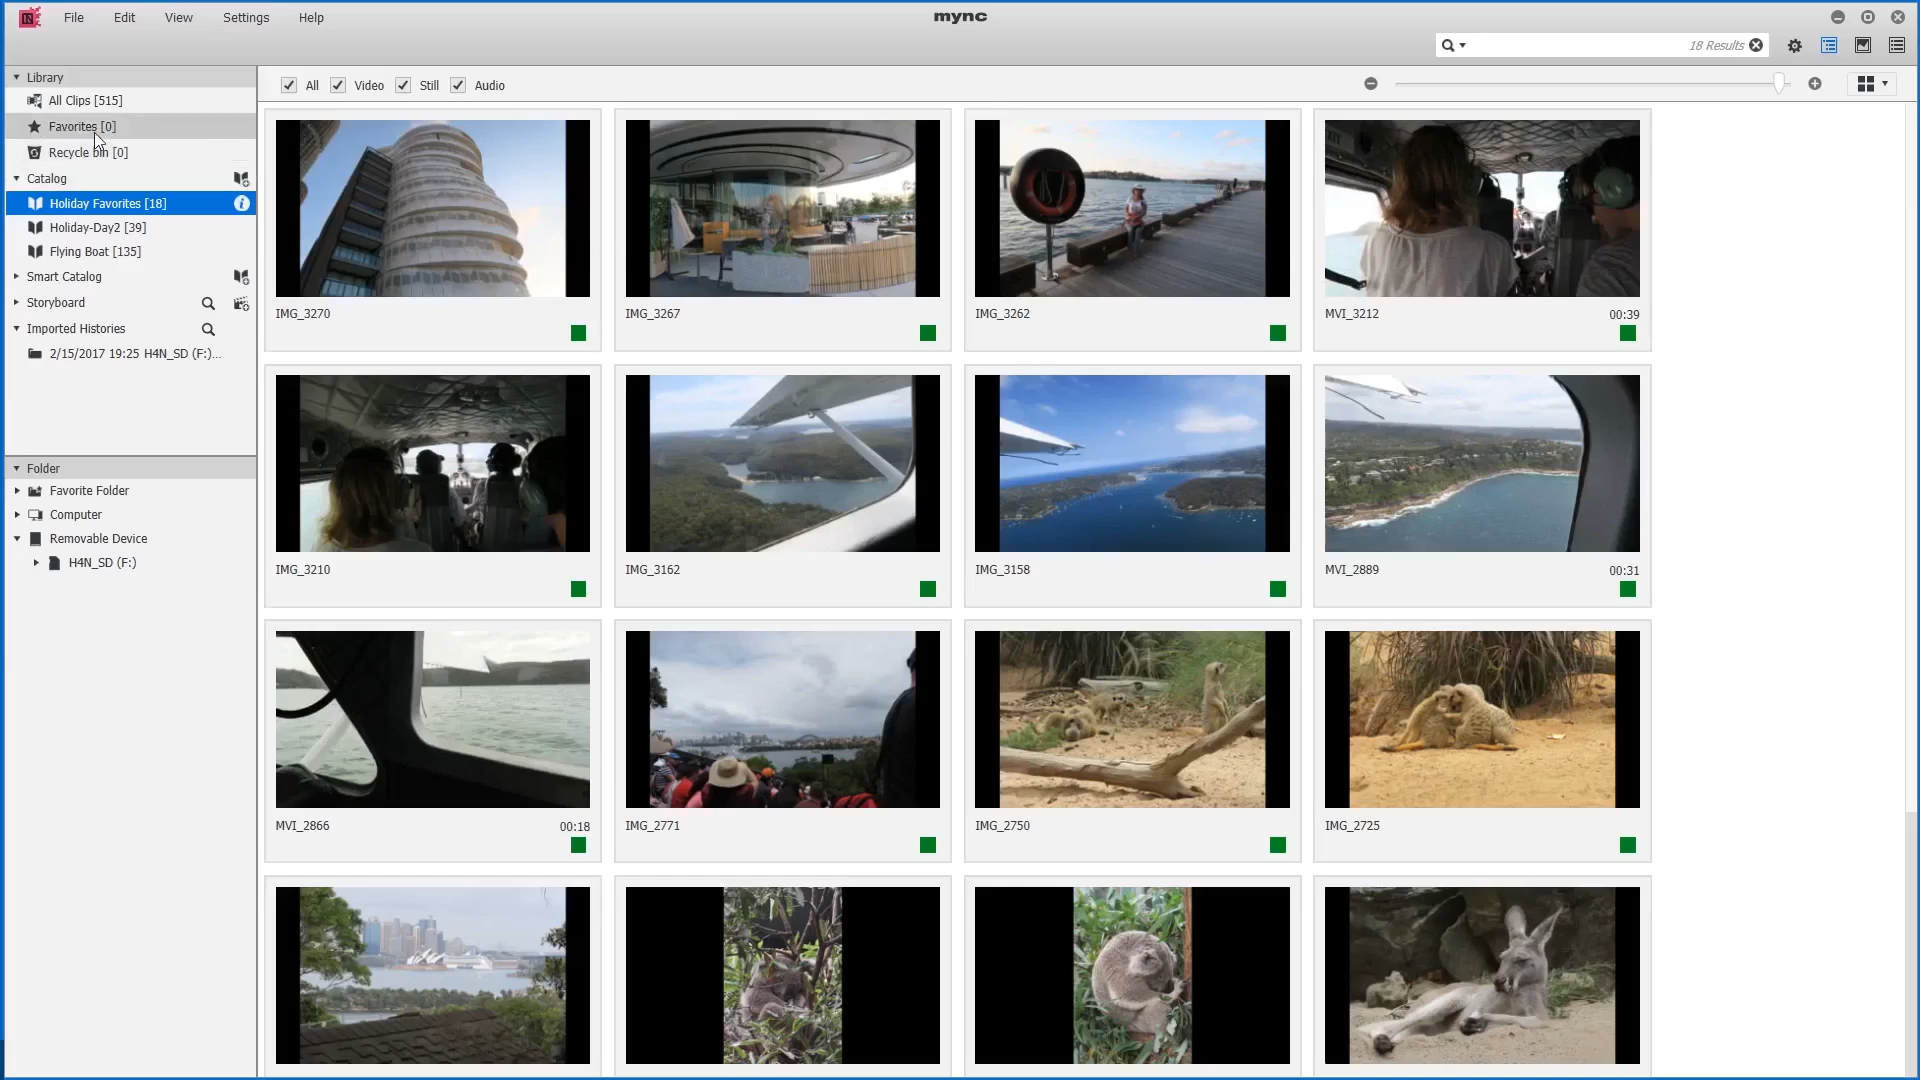 File Edit View Settings Help
mync
18 Results
Library
All Clips [515]
Favorites [0]
Recycle bin [0]
Catalog
Holiday Favorites [18]
Holiday-Day2 [39]
Flying Boat [135]
Smart Catalog
Storyboard
Imported Histories
2/15/2017 19:25 H4N_SD (F:)...
Folder
Favorite Folder
Computer
Removable Device
H4N_SD (F:)
All Video Still Audio
IMG_3270
IMG_3267
IMG_3262
MVI_3212 00:39
IMG_3210
IMG_3162
IMG_3158
MVI_2889 00:31
MVI_2866 00:18
IMG_2771
IMG_2750
IMG_2725